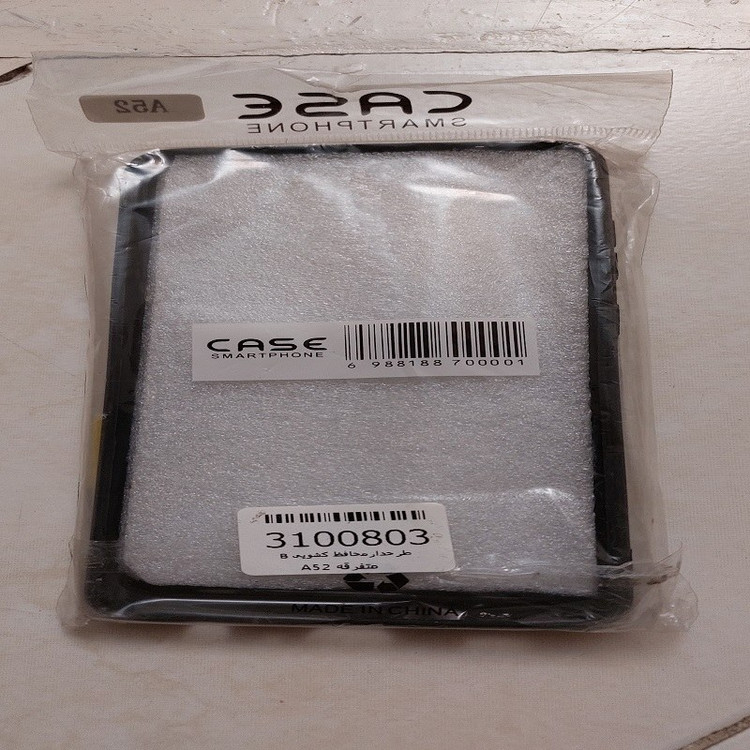 A52
CASE
SMARTPHONE
CASE
SMARTPHONE
6 988188 700001
3100803
طرحدار محافظ کشویی B
متفرقه A52
MADE IN CHINA